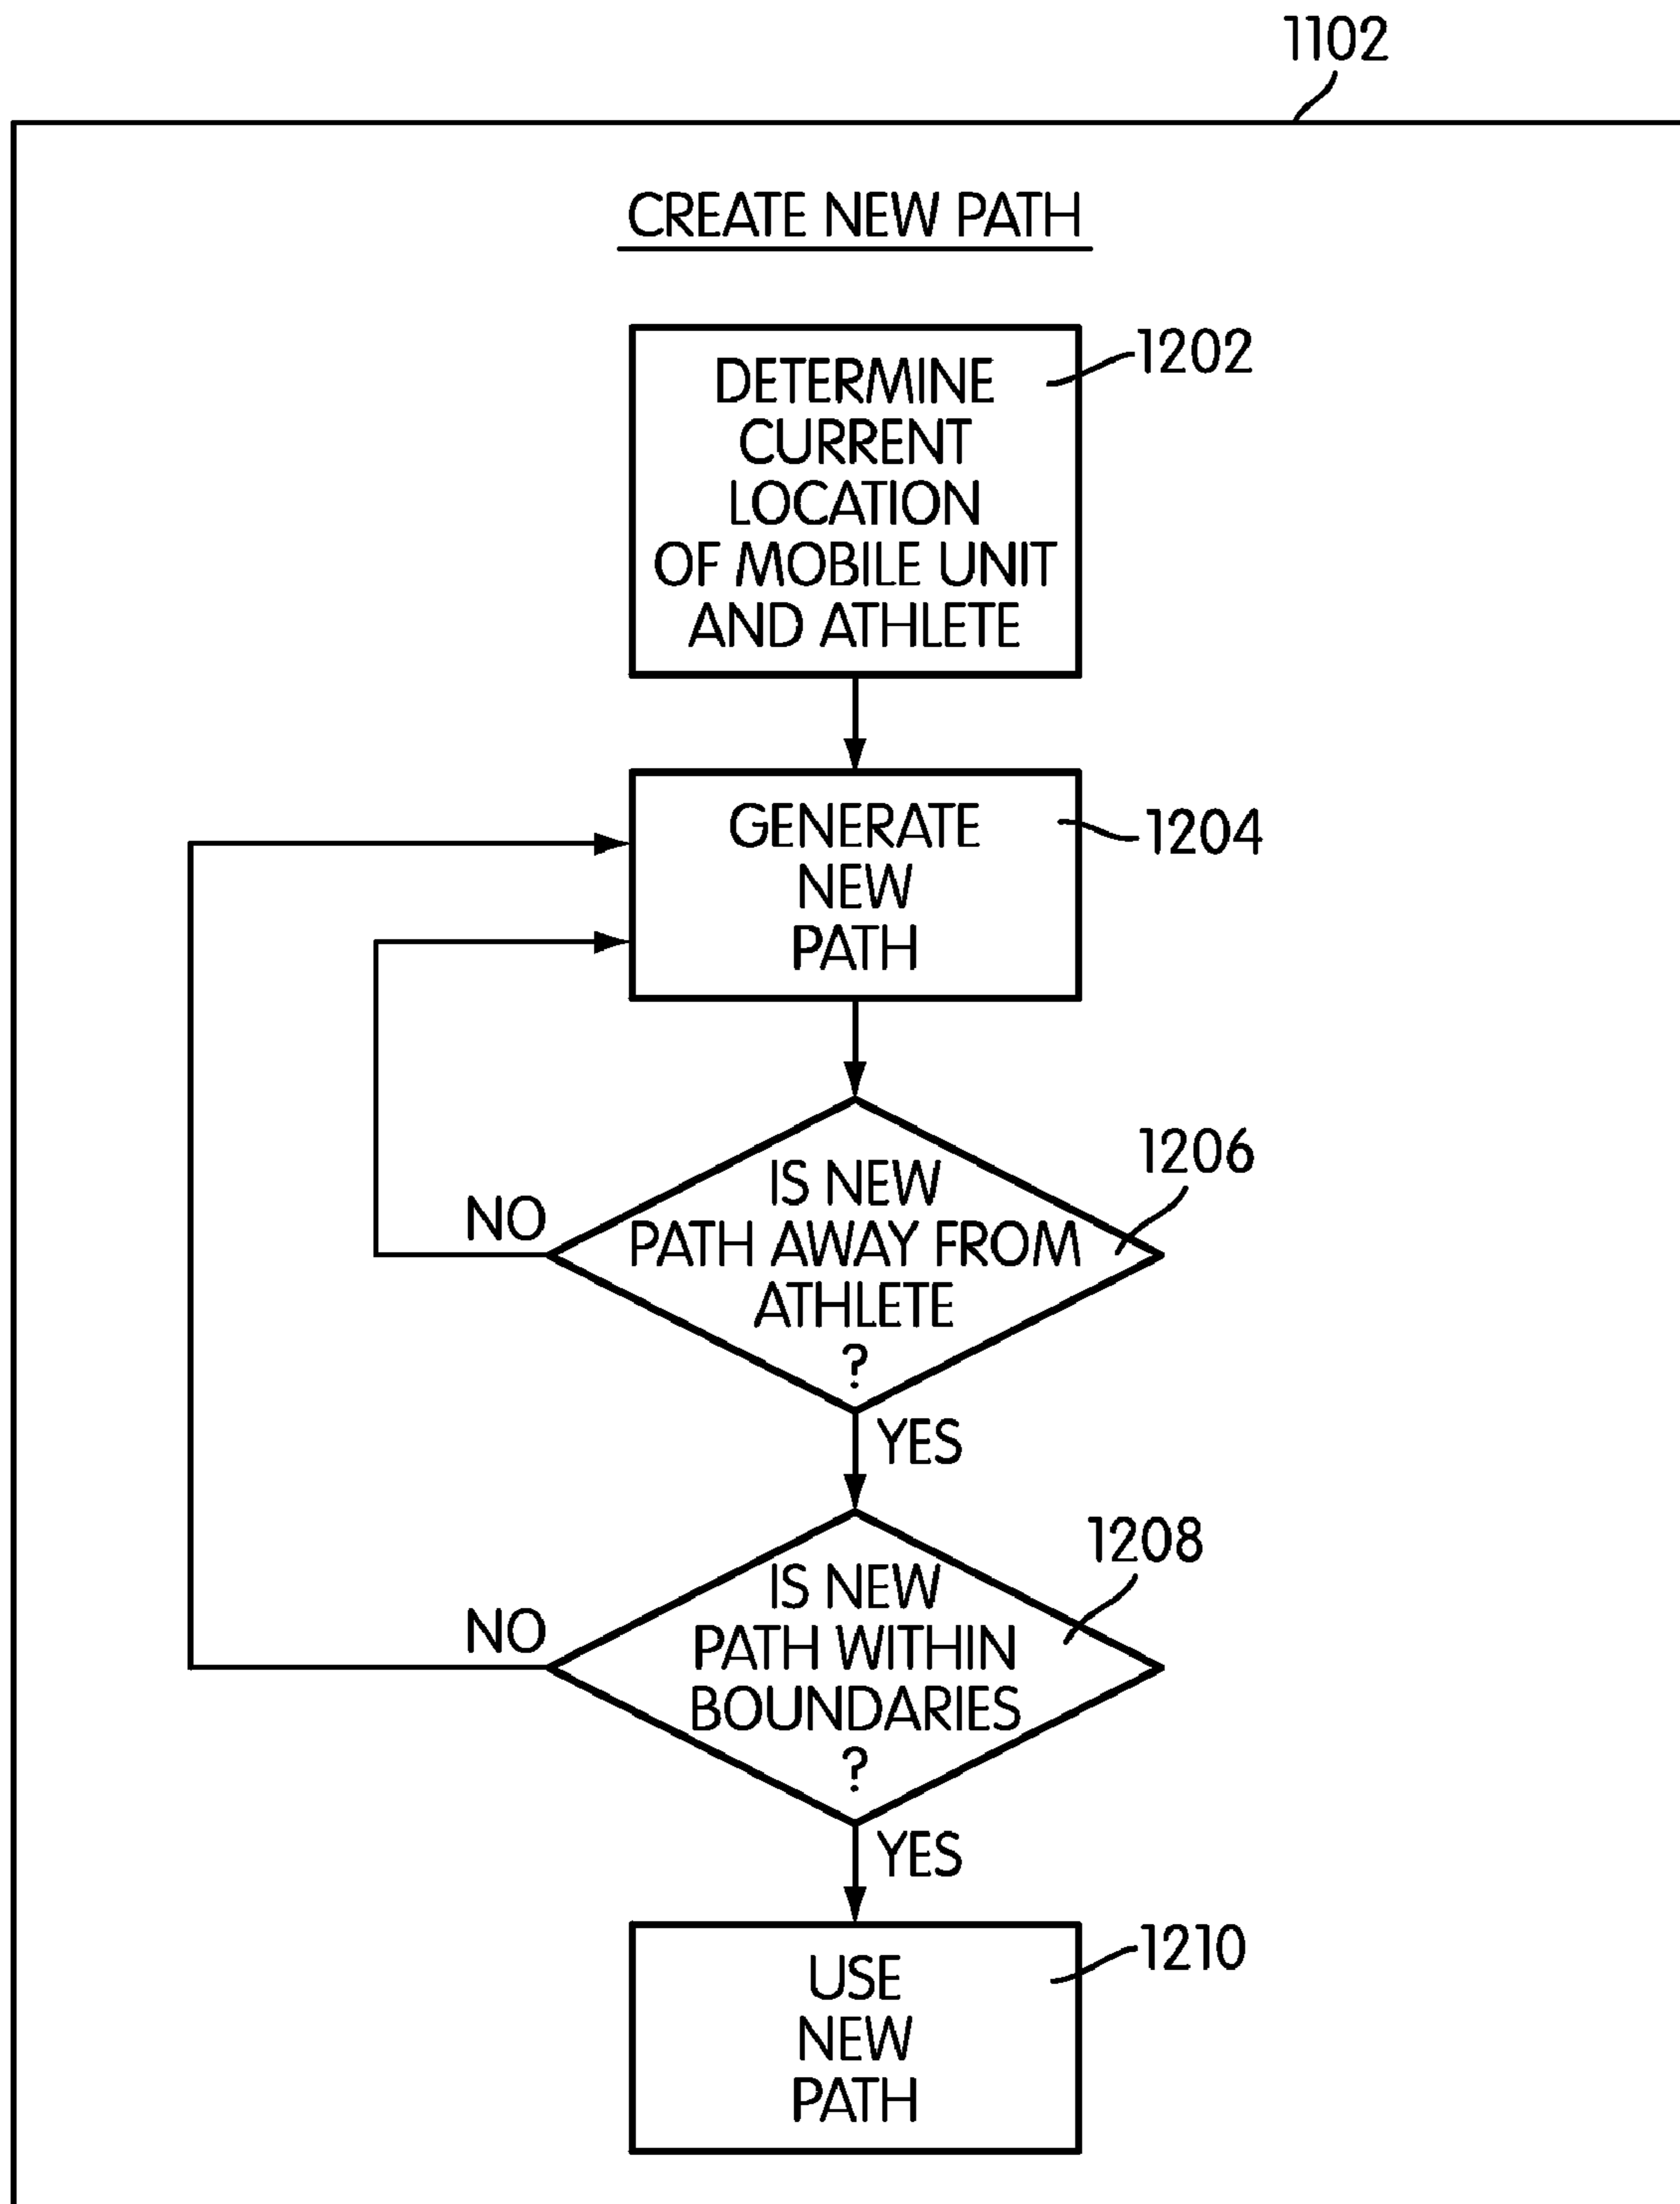 1102
CREATE NEW PATH
DETERMINE
CURRENT
LOCATION
OF MOBILE UNIT
AND ATHLETE
1202
GENERATE
NEW
PATH
1204
IS NEW
PATH AWAY FROM
ATHLETE
?
1206
NO
YES
IS NEW
PATH WITHIN
BOUNDARIES
?
1208
NO
YES
USE
NEW
PATH
1210